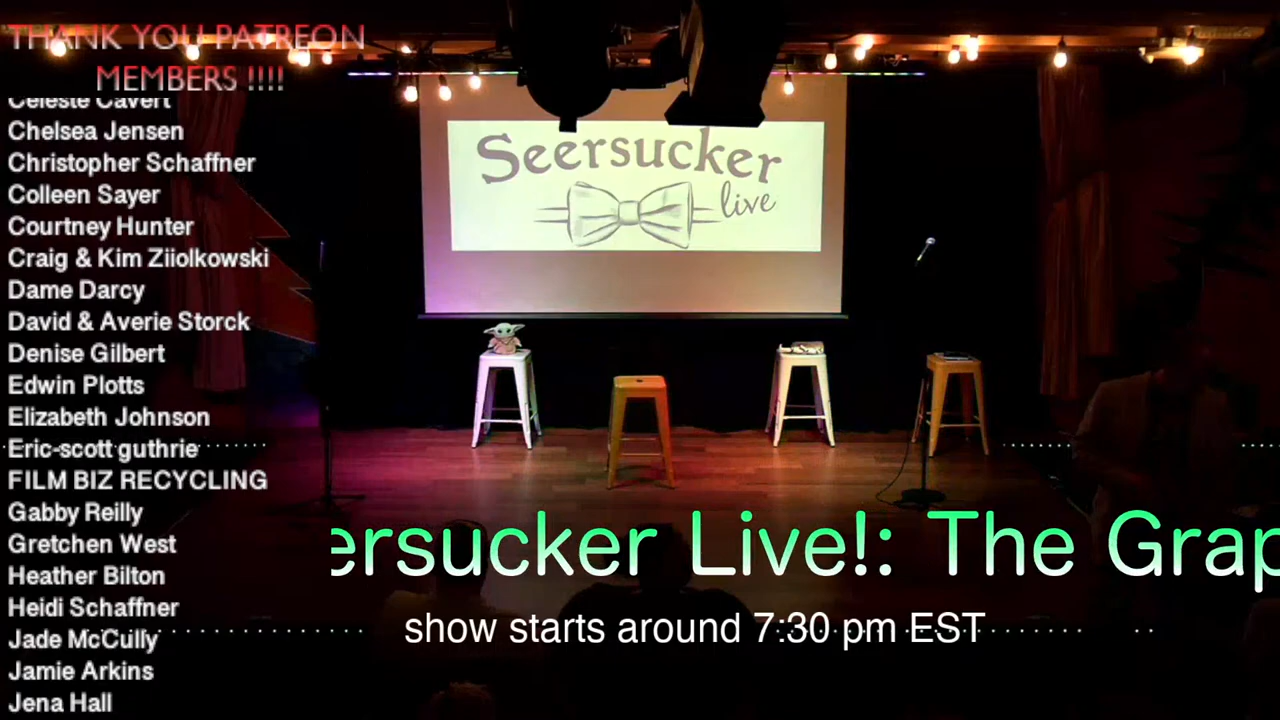 THANK YOU PATREON
MEMBERS !!!!
Celeste Cavert
Chelsea Jensen
Christopher Schaffner
Colleen Sayer
Courtney Hunter
Craig & Kim Ziiolkowski
Dame Darcy
David & Averie Storck
Denise Gilbert
Edwin Plotts
Elizabeth Johnson
Eric-scott guthrie
FILM BIZ RECYCLING
Gabby Reilly
Gretchen West
Heather Bilton
Heidi Schaffner
Jade McCully
Jamie Arkins
Jena Hall
Seersucker
live
ersucker Live!: The Grap
show starts around 7:30 pm EST